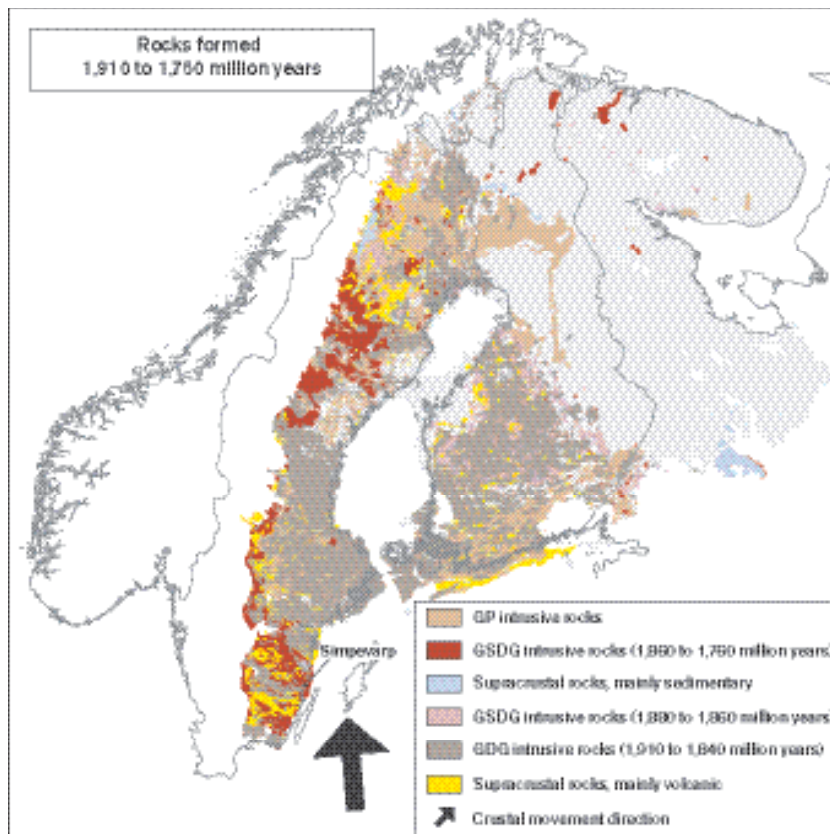 Rocks formed
1,910 to 1,750 million years
Simpevarp
GP intrusive rocks
GSDG intrusive rocks (1,860 to 1,760 million years)
Supracrustal rocks, mainly sedimentary
GSDG intrusive rocks (1,880 to 1,860 million years)
GDG intrusive rocks (1,910 to 1,840 million years)
Supracrustal rocks, mainly volcanic
Crustal movement direction